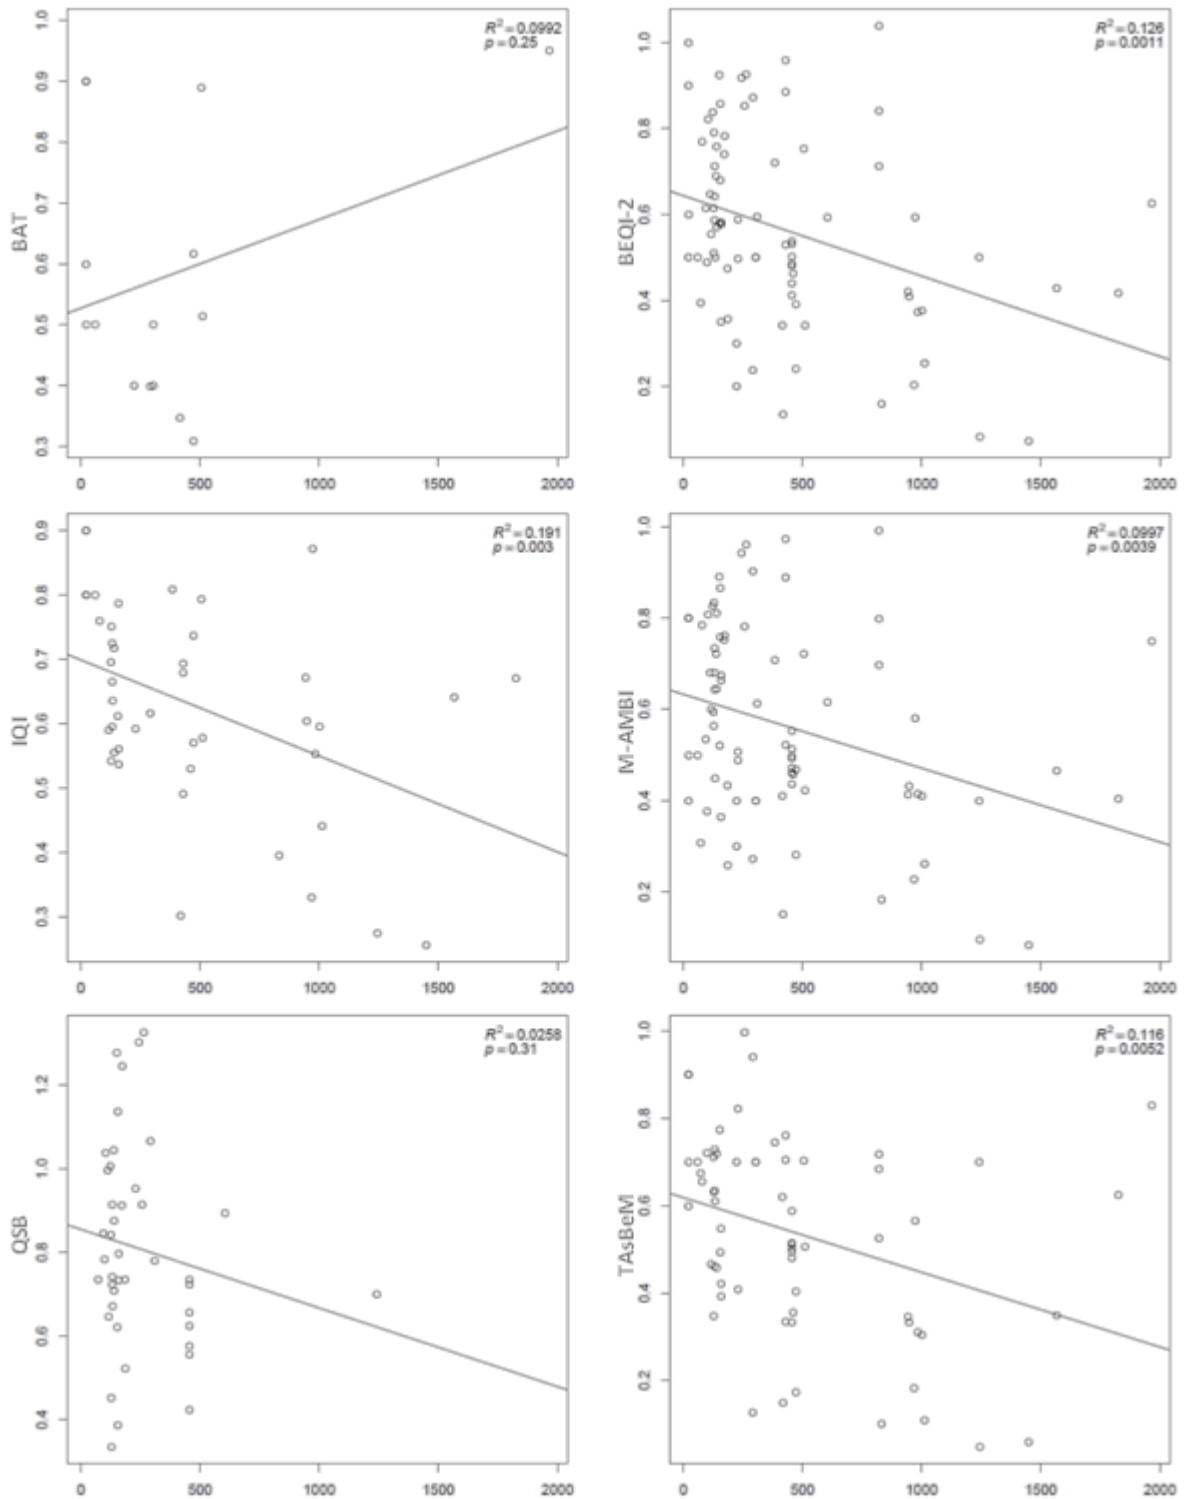 R²=0.0992
p=0.25
BAT
1.0
0.9
0.8
0.7
0.6
0.5
0.4
0.3
0 500 1000 1500 2000
R²=0.126
p=0.0011
BEQI-2
1.0
0.8
0.6
0.4
0.2
0 500 1000 1500 2000
R²=0.191
p=0.003
IQI
0.9
0.8
0.7
0.6
0.5
0.4
0.3
0 500 1000 1500 2000
R²=0.0997
p=0.0039
M-AMBI
1.0
0.8
0.6
0.4
0.2
0 500 1000 1500 2000
R²=0.0258
p=0.31
QSB
1.2
1.0
0.8
0.6
0.4
0 500 1000 1500 2000
R²=0.116
p=0.0052
TAsBeM
1.0
0.8
0.6
0.4
0.2
0 500 1000 1500 2000